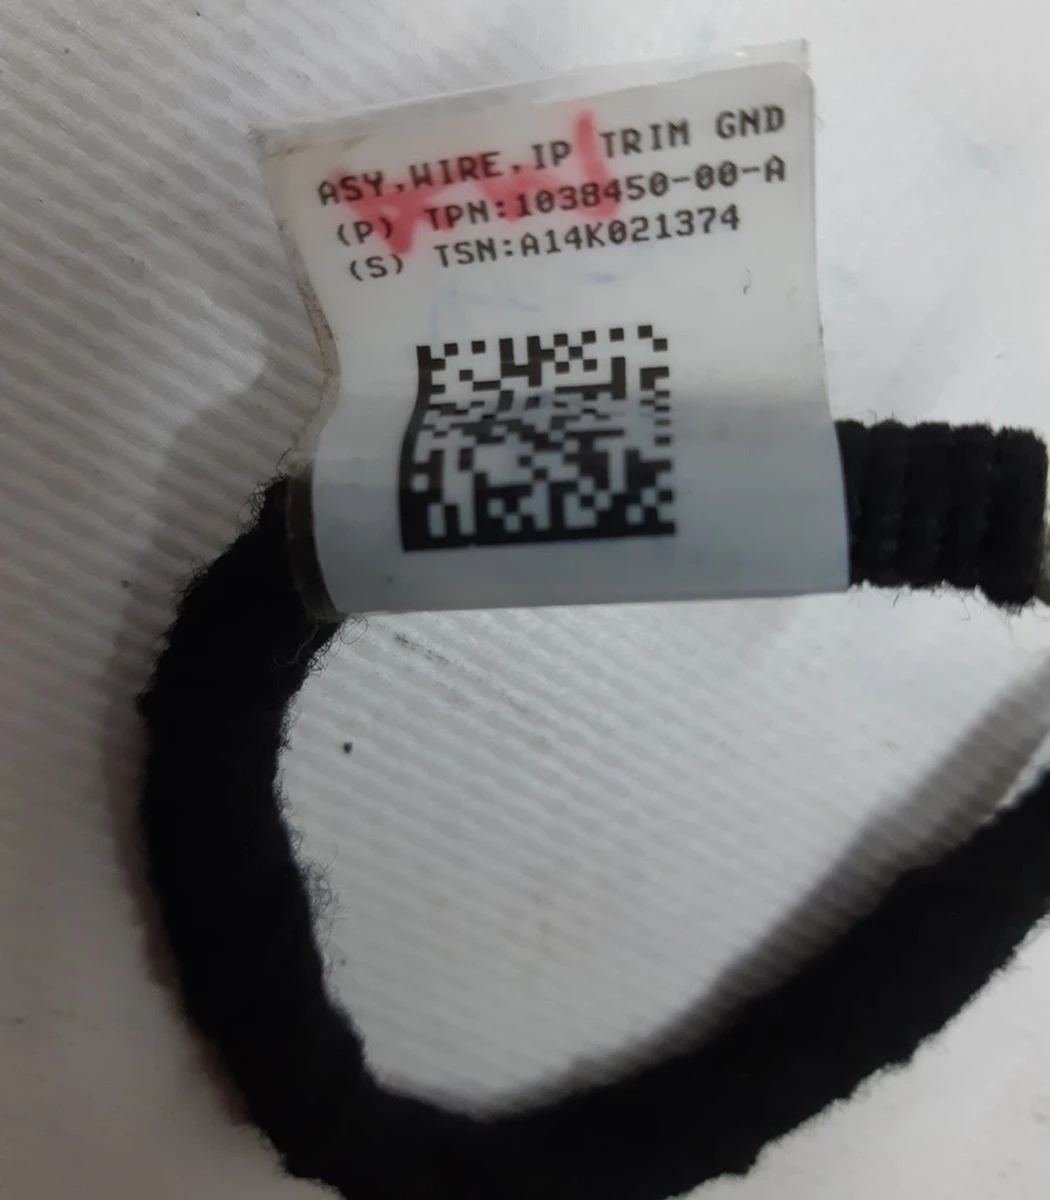 ASY,WIRE,IP TRIM GND
(P) TPN:1038450-00-A
(S) TSN:A14K021374